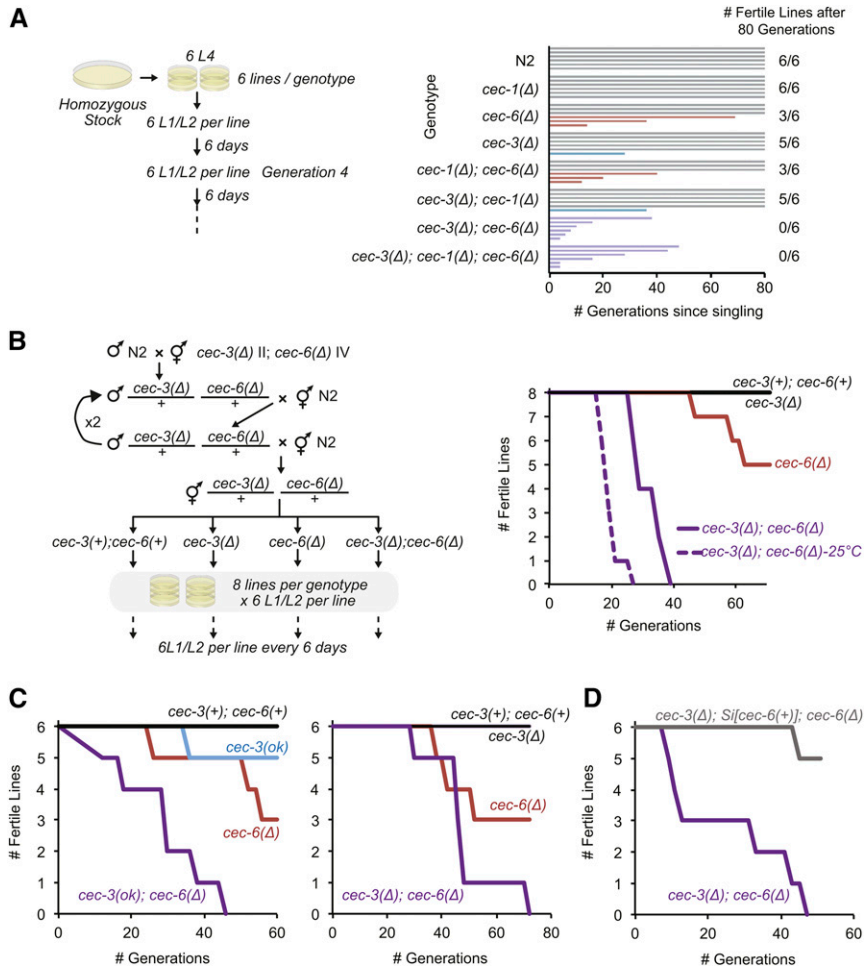 A
6 L4
6 lines / genotype
Homozygous
Stock
6 L1/L2 per line
6 days
6 L1/L2 per line Generation 4
6 days
# Fertile Lines after
80 Generations
Genotype
N2 6/6
cec-1(Δ) 6/6
cec-6(Δ) 3/6
cec-3(Δ) 5/6
cec-1(Δ); cec-6(Δ) 3/6
cec-3(Δ); cec-1(Δ) 5/6
cec-3(Δ); cec-6(Δ) 0/6
cec-3(Δ); cec-1(Δ); cec-6(Δ) 0/6
0 20 40 60 80
# Generations since singling
B
♂ N2 × ⚥ cec-3(Δ) II; cec-6(Δ) IV
♂ cec-3(Δ) cec-6(Δ) × ⚥ N2
+ +
x2
♂ cec-3(Δ) cec-6(Δ) × ⚥ N2
+ +
⚥ cec-3(Δ) cec-6(Δ)
+ +
cec-3(+);cec-6(+) cec-3(Δ) cec-6(Δ) cec-3(Δ);cec-6(Δ)
8 lines per genotype
x 6 L1/L2 per line
6L1/L2 per line every 6 days
# Fertile Lines
8
7
6
5
4
3
2
1
0
cec-3(+); cec-6(+)
cec-3(Δ)
cec-6(Δ)
cec-3(Δ); cec-6(Δ)
cec-3(Δ); cec-6(Δ)-25°C
0 20 40 60
# Generations
C
# Fertile Lines
6
5
4
3
2
1
0
cec-3(+); cec-6(+)
cec-3(ok)
cec-6(Δ)
cec-3(ok); cec-6(Δ)
0 20 40 60
# Generations
6
5
4
3
2
1
0
cec-3(+); cec-6(+)
cec-3(Δ)
cec-6(Δ)
cec-3(Δ); cec-6(Δ)
0 20 40 60 80
# Generations
D
# Fertile Lines
6
5
4
3
2
1
0
cec-3(Δ); Si[cec-6(+)]; cec-6(Δ)
cec-3(Δ); cec-6(Δ)
0 20 40 60
# Generations